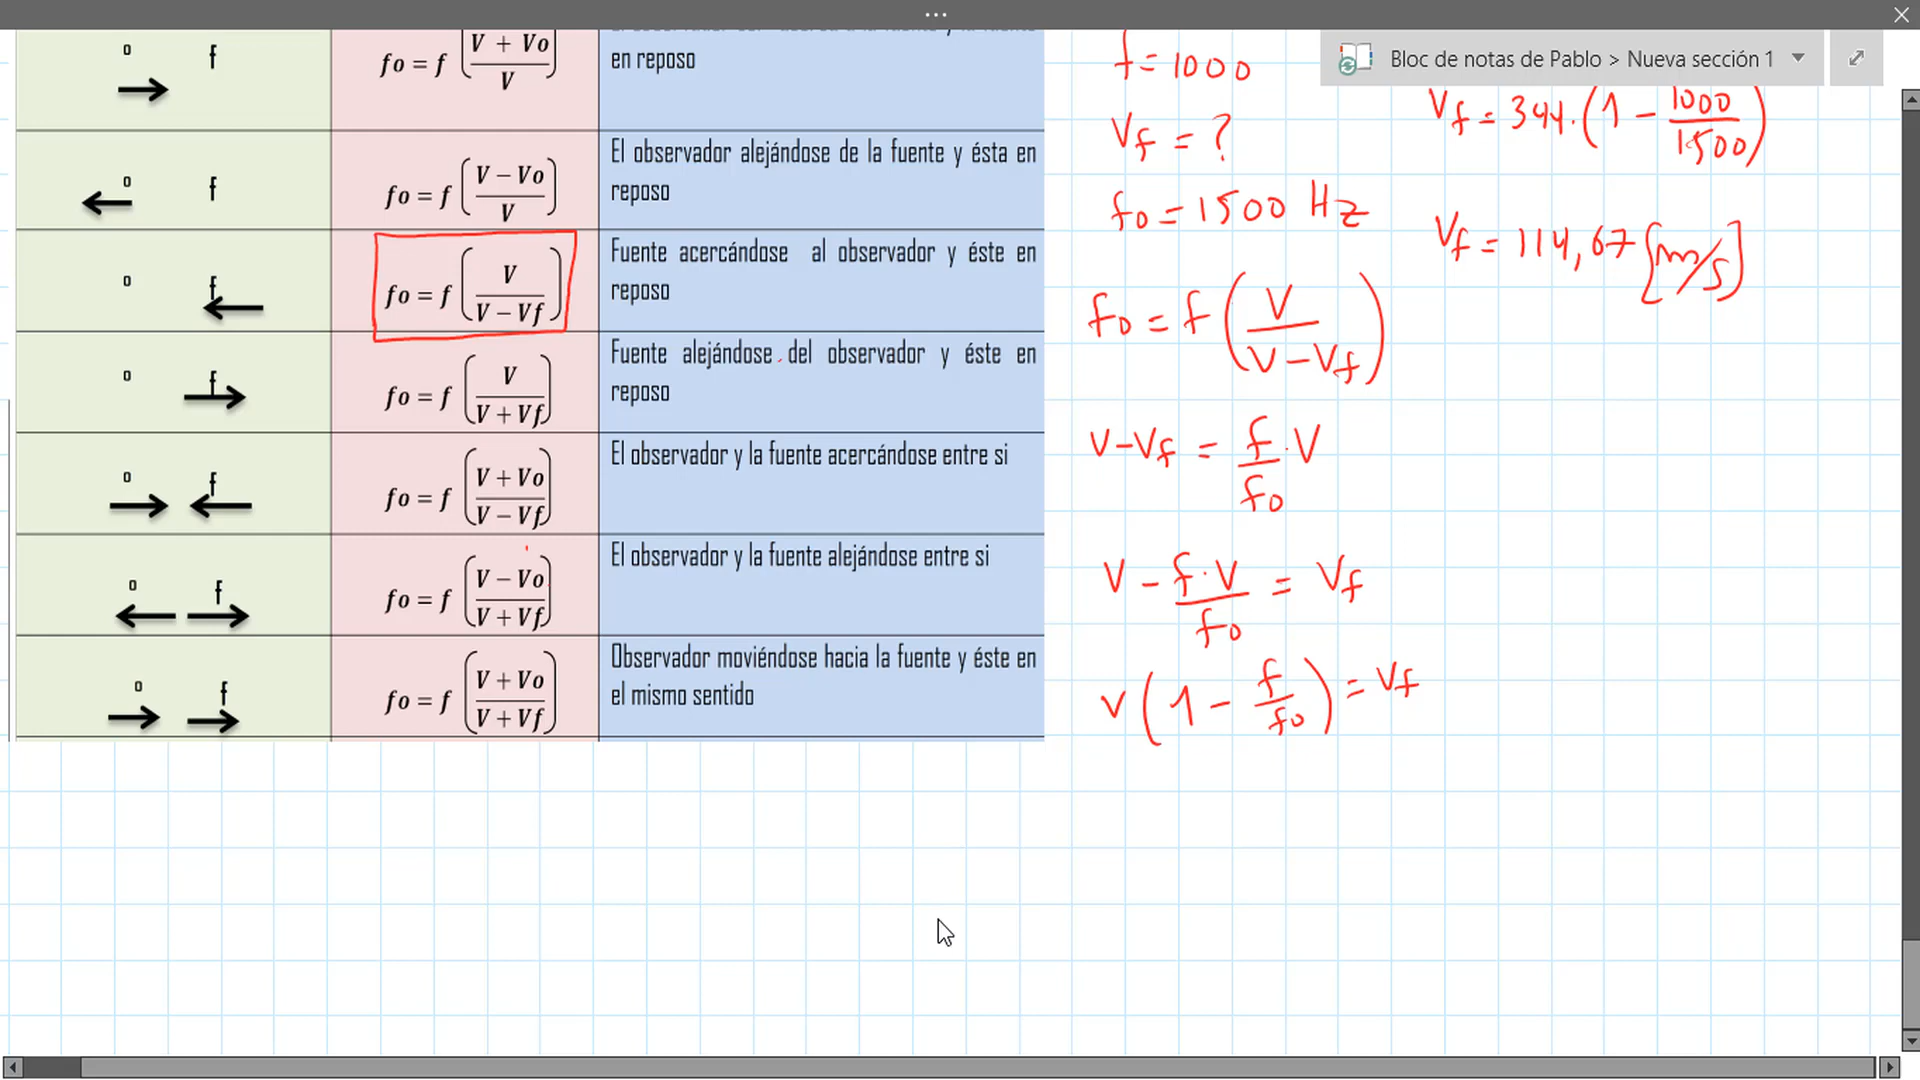 Bloc de notas de Pablo > Nueva sección 1
o f
fo = f (V + Vo / V)
en reposo
o f
fo = f (V − Vo / V)
El observador alejándose de la fuente y ésta en
reposo
o f
fo = f (V / V − Vf)
Fuente acercándose al observador y éste en
reposo
o f
fo = f (V / V + Vf)
Fuente alejándose del observador y éste en
reposo
o f
fo = f (V + Vo / V − Vf)
El observador y la fuente acercándose entre si
o f
fo = f (V − Vo / V + Vf)
El observador y la fuente alejándose entre si
o f
fo = f (V + Vo / V + Vf)
Observador moviéndose hacia la fuente y éste en
el mismo sentido
f = 1000
Vf = ?
fo = 1500 Hz
fo = f (V / V − Vf)
V − Vf = f / fo · V
V − f · V / fo = Vf
V (1 − f / fo) = Vf
Vf = 344 · (1 − 1000 / 1500)
Vf = 114,67 [m/s]